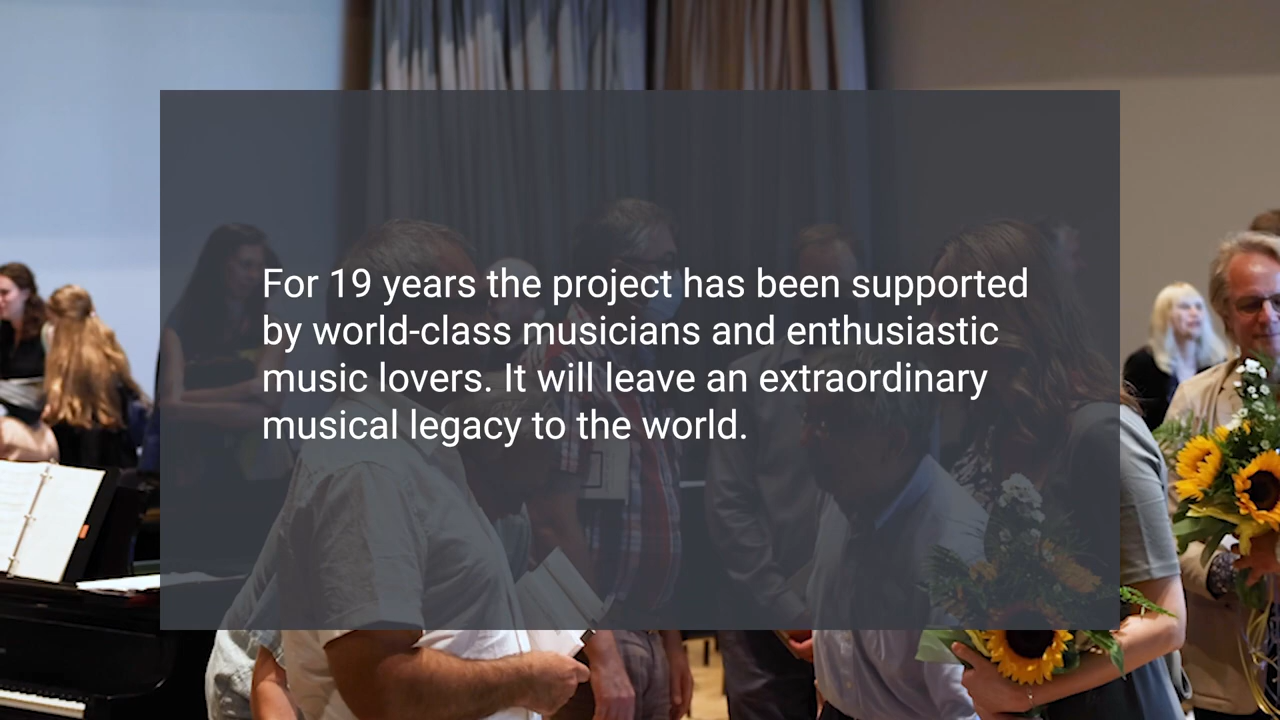 For 19 years the project has been supported
by world-class musicians and enthusiastic
music lovers. It will leave an extraordinary
musical legacy to the world.